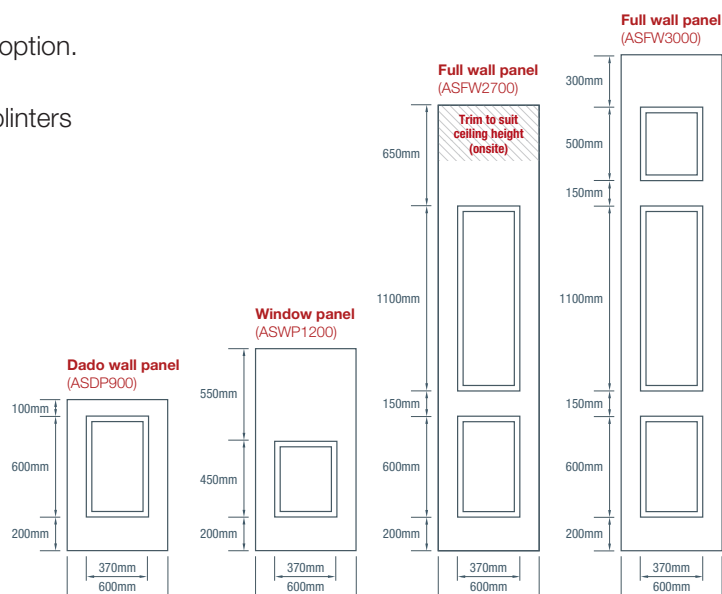 option.
plinters
Dado wall panel
(ASDP900)
100mm
600mm
200mm
370mm
600mm
Window panel
(ASWP1200)
550mm
450mm
200mm
370mm
600mm
Full wall panel
(ASFW2700)
Trim to suit
ceiling height
(onsite)
650mm
1100mm
150mm
600mm
200mm
370mm
600mm
Full wall panel
(ASFW3000)
300mm
500mm
150mm
1100mm
150mm
600mm
200mm
370mm
600mm